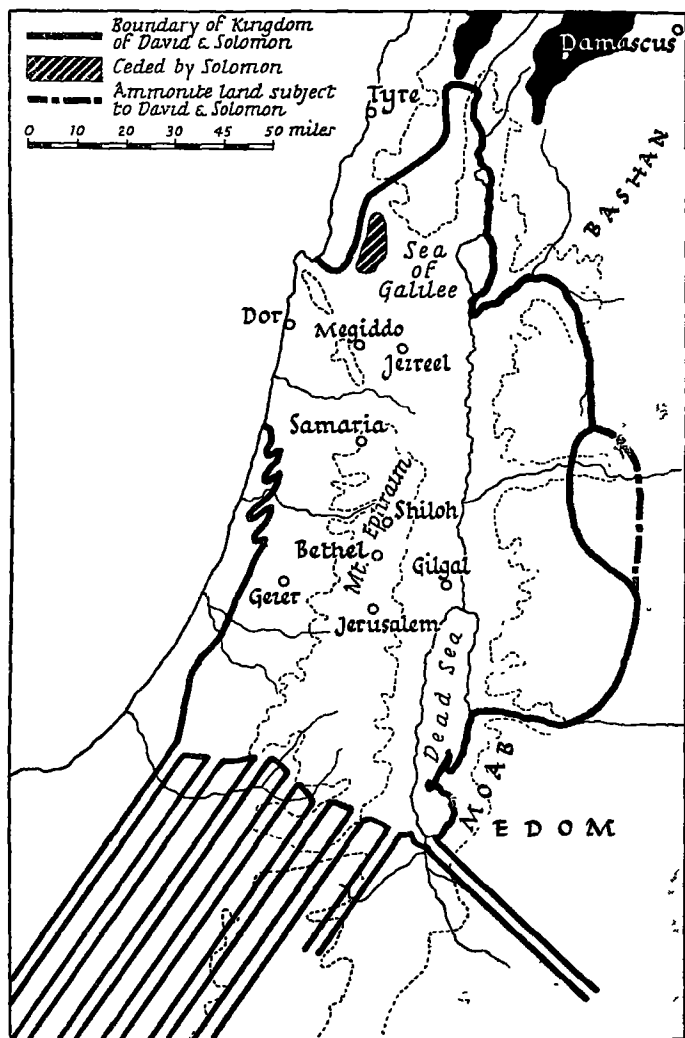 Boundary of Kingdom
of David & Solomon
Ceded by Solomon
Ammonite land subject
to David & Solomon
0 10 30 45 50 miles
Damascus
Tyre
BASHAN
Sea
of
Galilee
Dor
Megiddo
Jezreel
Samaria
Mt. Ephraim
Shiloh
Bethel
Gilgal
Gezer
Jerusalem
Dead Sea
MOAB
EDOM